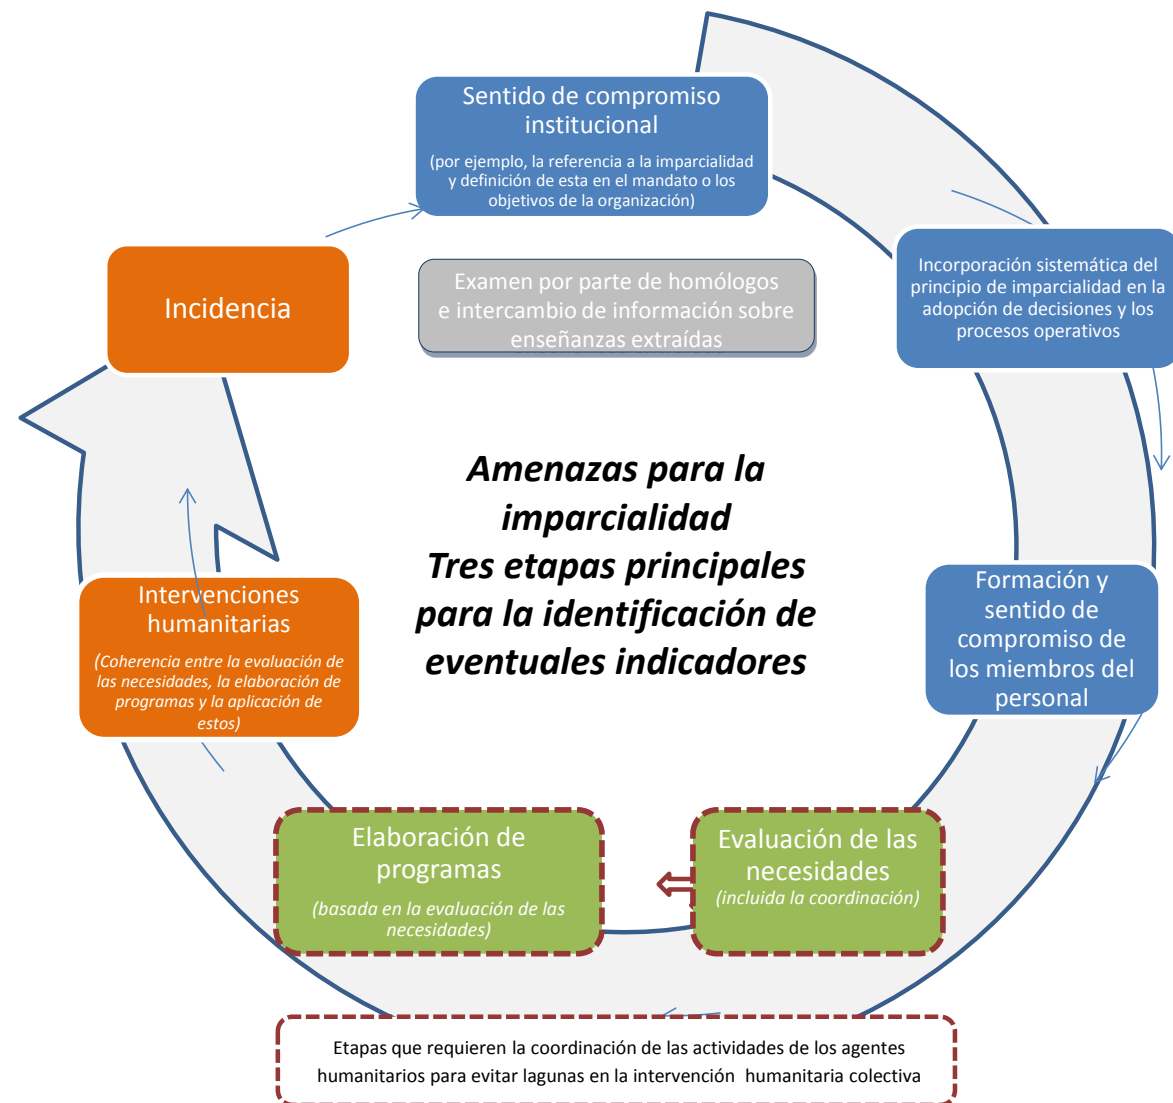 Sentido de compromiso
institucional
(por ejemplo, la referencia a la imparcialidad
y definición de esta en el mandato o los
objetivos de la organización)
Incorporación sistemática del
principio de imparcialidad en la
adopción de decisiones y los
procesos operativos
Incidencia
Examen por parte de homólogos
e intercambio de información sobre
enseñanzas extraídas
Amenazas para la
imparcialidad
Tres etapas principales
para la identificación de
eventuales indicadores
Formación y
sentido de
compromiso de
los miembros del
personal
Intervenciones
humanitarias
(Coherencia entre la evaluación de
las necesidades, la elaboración de
programas y la aplicación de
estos)
Evaluación de las
necesidades
(incluida la coordinación)
Elaboración de
programas
(basada en la evaluación de las
necesidades)
Etapas que requieren la coordinación de las actividades de los agentes
humanitarios para evitar lagunas en la intervención humanitaria colectiva